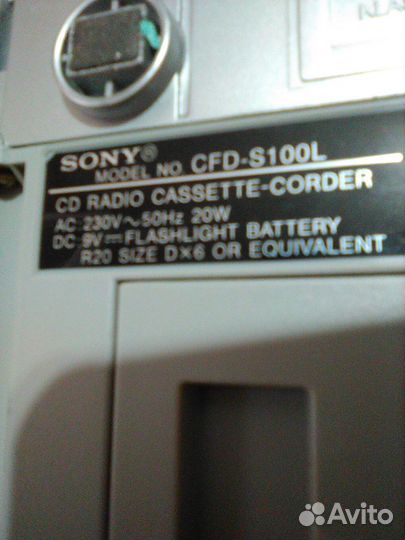 SONY®
MODEL NO. CFD-S100L
CD RADIO CASSETTE-CORDER
AC 230V~50Hz 20W
DC 9V⎓FLASHLIGHT BATTERY
R20 SIZE D×6 OR EQUIVALENT
Avito